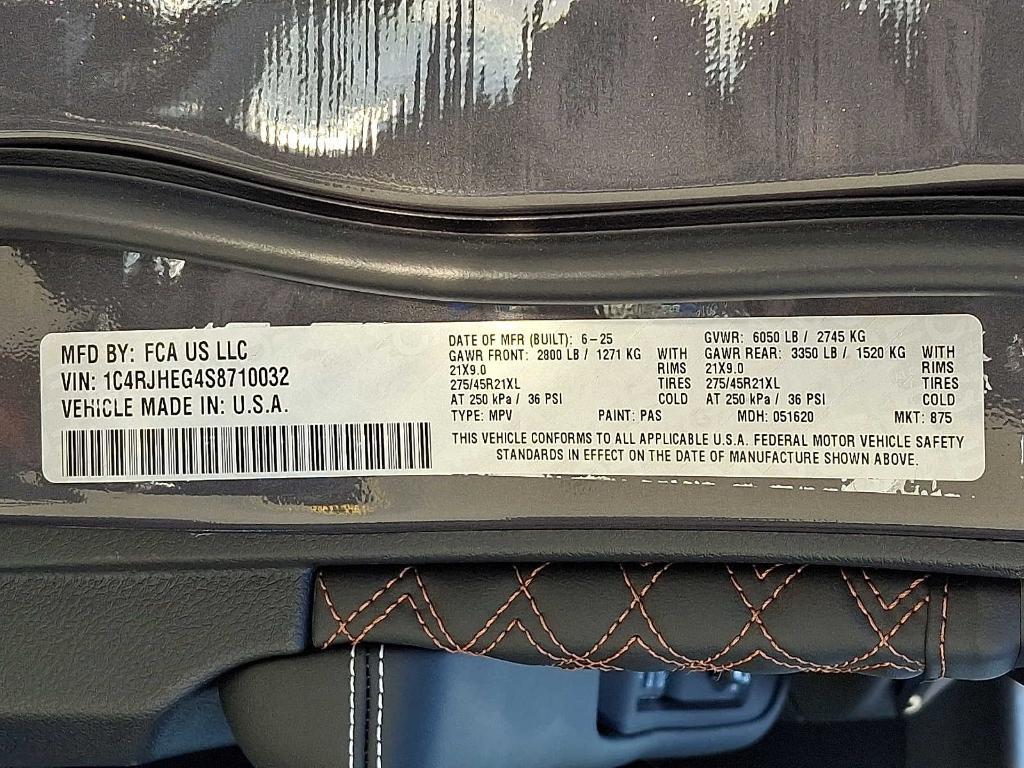 MFD BY: FCA US LLC
VIN: 1C4RJHEG4S8710032
VEHICLE MADE IN: U.S.A.
DATE OF MFR (BUILT): 6-25 GVWR: 6050 LB / 2745 KG
GAWR FRONT: 2800 LB / 1271 KG WITH GAWR REAR: 3350 LB / 1520 KG WITH
21X9.0 RIMS 21X9.0 RIMS
275/45R21XL TIRES 275/45R21XL TIRES
AT 250 kPa / 36 PSI COLD AT 250 kPa / 36 PSI COLD
TYPE: MPV PAINT: PAS MDH: 051620 MKT: 875
THIS VEHICLE CONFORMS TO ALL APPLICABLE U.S.A. FEDERAL MOTOR VEHICLE SAFETY
STANDARDS IN EFFECT ON THE DATE OF MANUFACTURE SHOWN ABOVE.